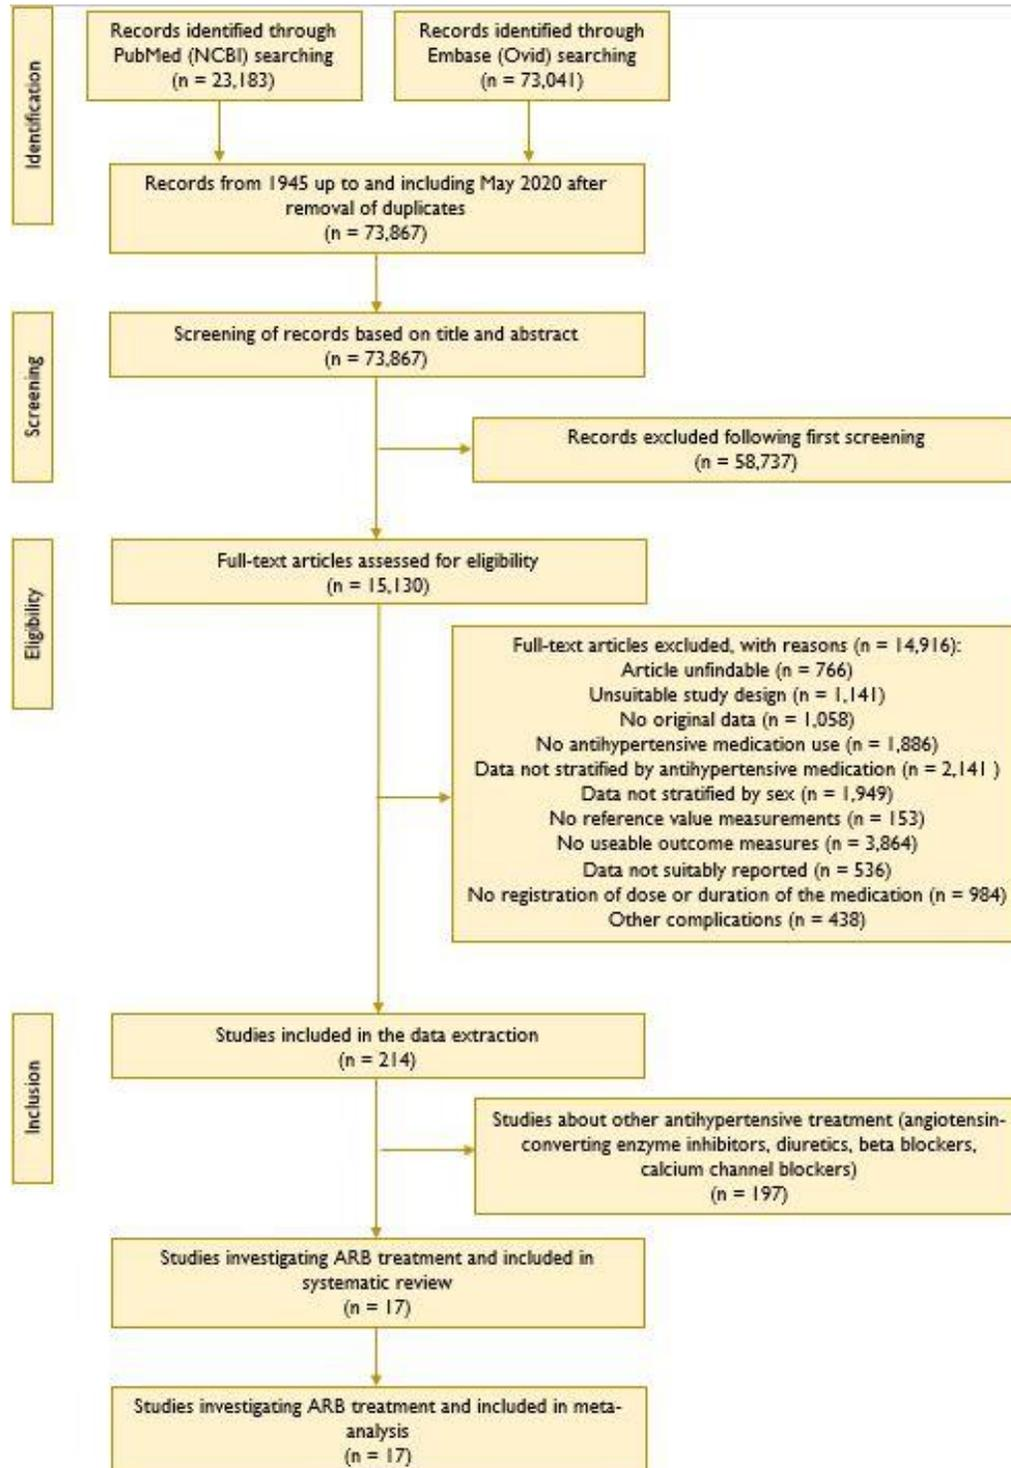 Identification
Records identified through
PubMed (NCBI) searching
(n = 23,183)
Records identified through
Embase (Ovid) searching
(n = 73,041)
Records from 1945 up to and including May 2020 after
removal of duplicates
(n = 73,867)
Screening
Screening of records based on title and abstract
(n = 73,867)
Records excluded following first screening
(n = 58,737)
Eligibility
Full-text articles assessed for eligibility
(n = 15,130)
Full-text articles excluded, with reasons (n = 14,916):
Article unfindable (n = 766)
Unsuitable study design (n = 1,141)
No original data (n = 1,058)
No antihypertensive medication use (n = 1,886)
Data not stratified by antihypertensive medication (n = 2,141 )
Data not stratified by sex (n = 1,949)
No reference value measurements (n = 153)
No useable outcome measures (n = 3,864)
Data not suitably reported (n = 536)
No registration of dose or duration of the medication (n = 984)
Other complications (n = 438)
Inclusion
Studies included in the data extraction
(n = 214)
Studies about other antihypertensive treatment (angiotensin-
converting enzyme inhibitors, diuretics, beta blockers,
calcium channel blockers)
(n = 197)
Studies investigating ARB treatment and included in
systematic review
(n = 17)
Studies investigating ARB treatment and included in meta-
analysis
(n = 17)